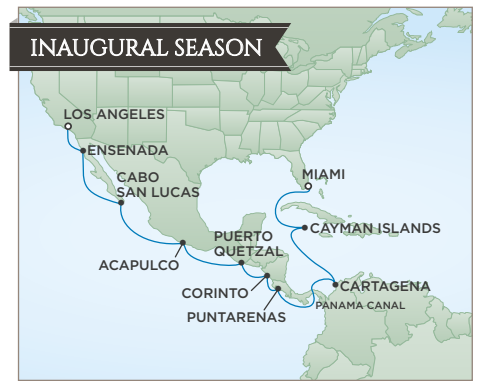 INAUGURAL SEASON
LOS ANGELES
ENSENADA
CABO
SAN LUCAS
MIAMI
CAYMAN ISLANDS
PUERTO
QUETZAL
ACAPULCO
CORINTO
CARTAGENA
PANAMA CANAL
PUNTARENAS